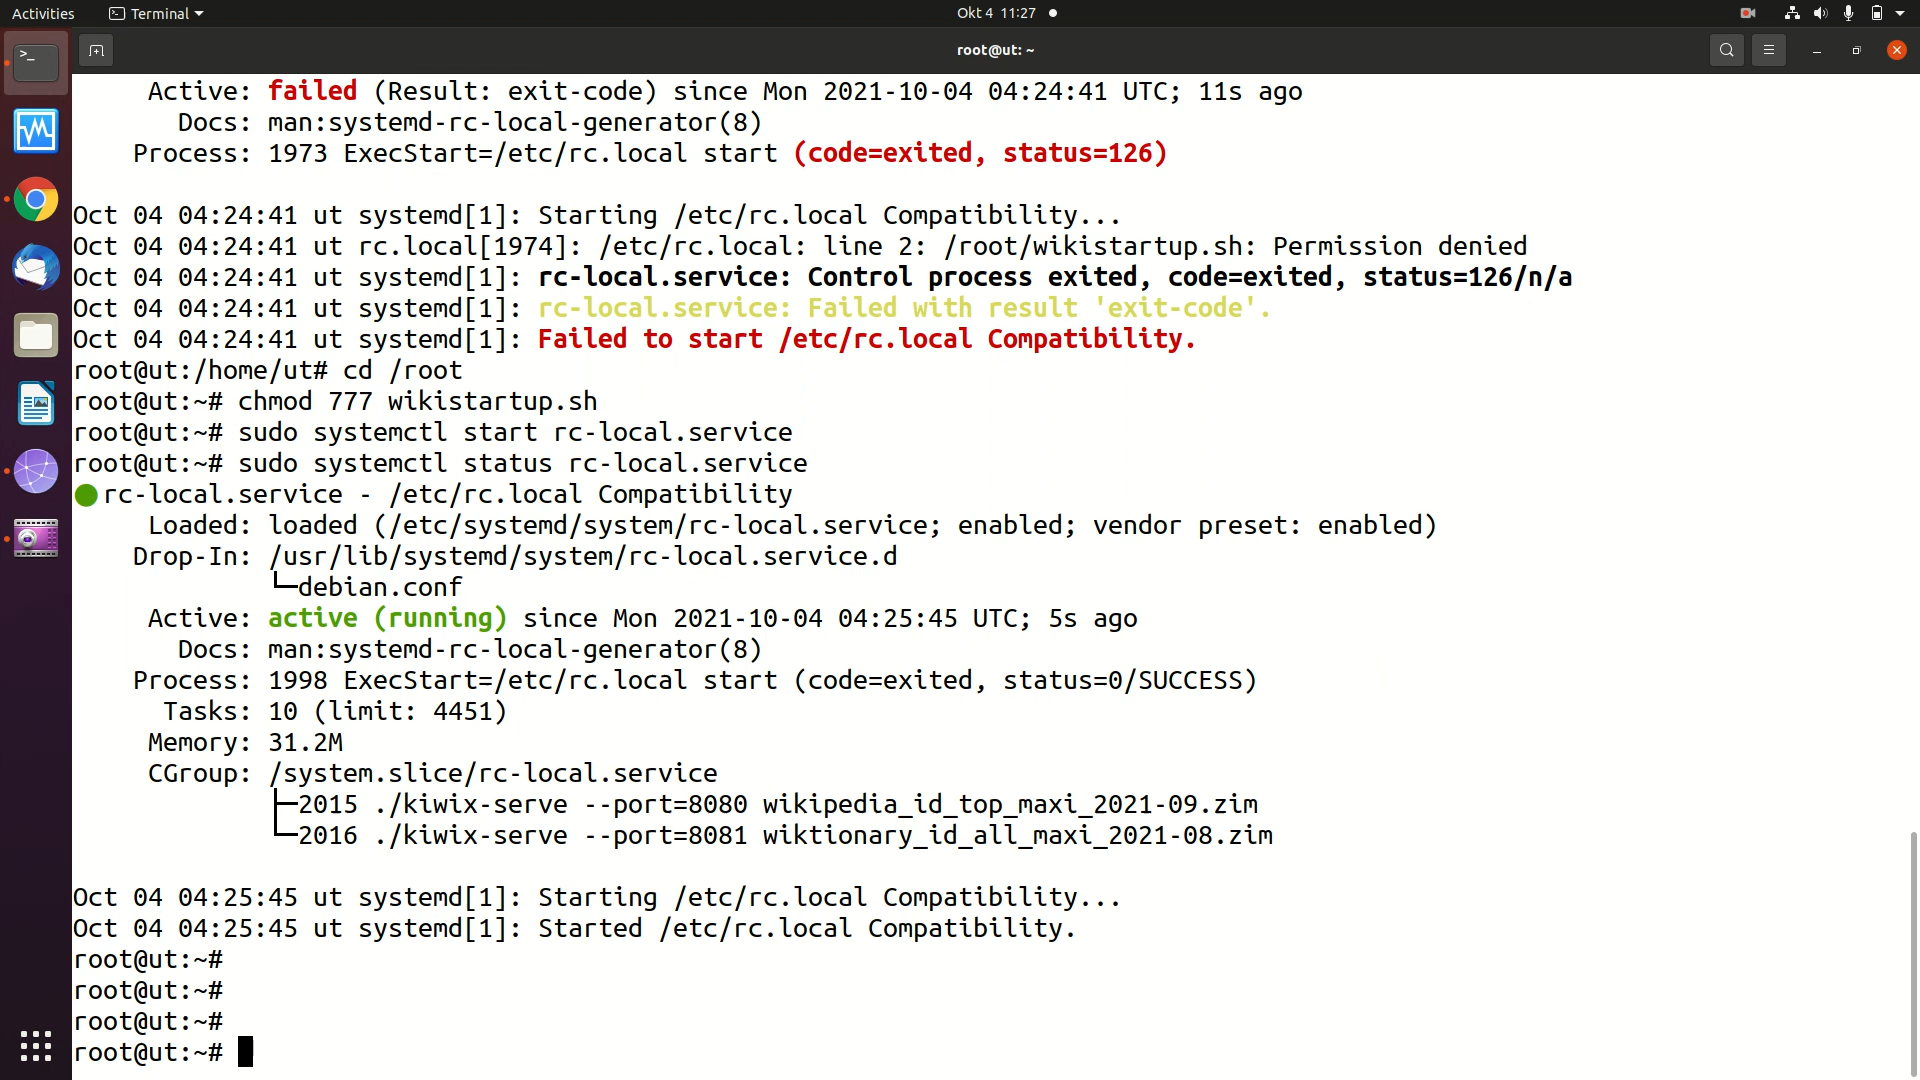 Activities Terminal Okt 4 11:27
root@ut: ~
Active: failed (Result: exit-code) since Mon 2021-10-04 04:24:41 UTC; 11s ago
Docs: man:systemd-rc-local-generator(8)
Process: 1973 ExecStart=/etc/rc.local start (code=exited, status=126)
Oct 04 04:24:41 ut systemd[1]: Starting /etc/rc.local Compatibility...
Oct 04 04:24:41 ut rc.local[1974]: /etc/rc.local: line 2: /root/wikistartup.sh: Permission denied
Oct 04 04:24:41 ut systemd[1]: rc-local.service: Control process exited, code=exited, status=126/n/a
Oct 04 04:24:41 ut systemd[1]: rc-local.service: Failed with result 'exit-code'.
Oct 04 04:24:41 ut systemd[1]: Failed to start /etc/rc.local Compatibility.
root@ut:/home/ut# cd /root
root@ut:~# chmod 777 wikistartup.sh
root@ut:~# sudo systemctl start rc-local.service
root@ut:~# sudo systemctl status rc-local.service
● rc-local.service - /etc/rc.local Compatibility
Loaded: loaded (/etc/systemd/system/rc-local.service; enabled; vendor preset: enabled)
Drop-In: /usr/lib/systemd/system/rc-local.service.d
└─debian.conf
Active: active (running) since Mon 2021-10-04 04:25:45 UTC; 5s ago
Docs: man:systemd-rc-local-generator(8)
Process: 1998 ExecStart=/etc/rc.local start (code=exited, status=0/SUCCESS)
Tasks: 10 (limit: 4451)
Memory: 31.2M
CGroup: /system.slice/rc-local.service
├─2015 ./kiwix-serve --port=8080 wikipedia_id_top_maxi_2021-09.zim
└─2016 ./kiwix-serve --port=8081 wiktionary_id_all_maxi_2021-08.zim
Oct 04 04:25:45 ut systemd[1]: Starting /etc/rc.local Compatibility...
Oct 04 04:25:45 ut systemd[1]: Started /etc/rc.local Compatibility.
root@ut:~#
root@ut:~#
root@ut:~#
root@ut:~#